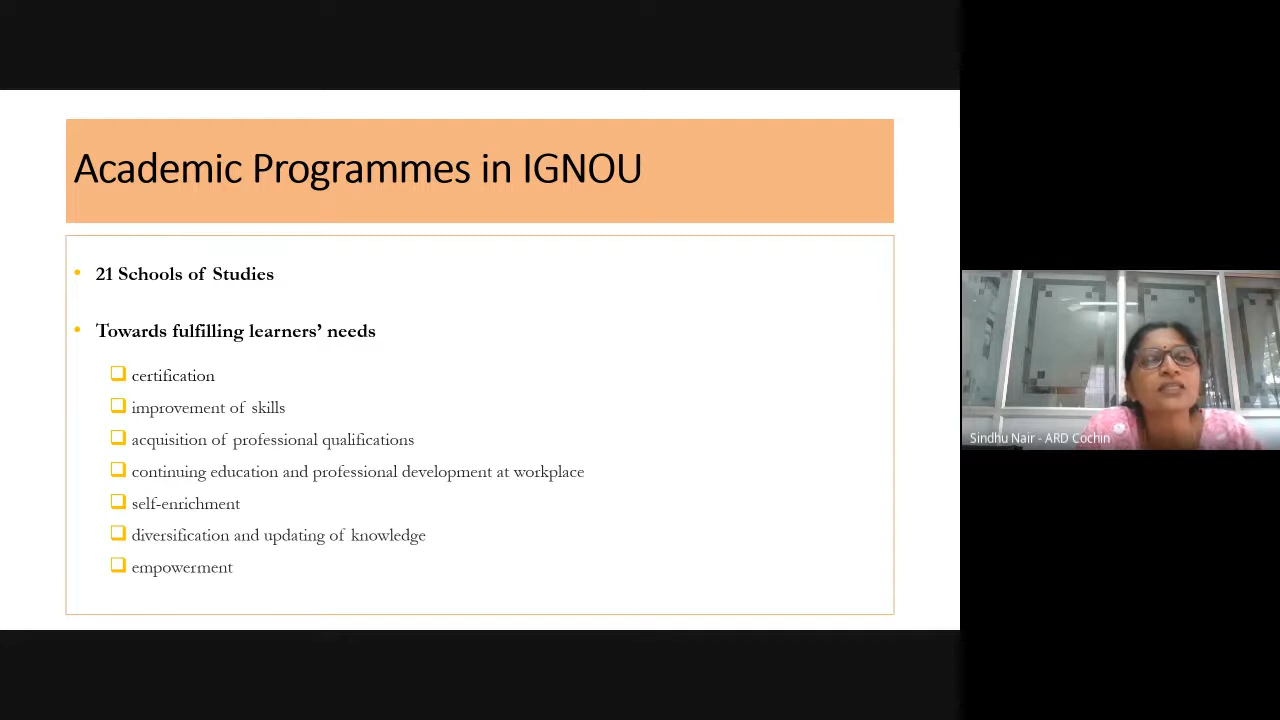 Academic Programmes in IGNOU
• 21 Schools of Studies
• Towards fulfilling learners’ needs
❑ certification
❑ improvement of skills
❑ acquisition of professional qualifications
❑ continuing education and professional development at workplace
❑ self-enrichment
❑ diversification and updating of knowledge
❑ empowerment
Sindhu Nair - ARD Cochin